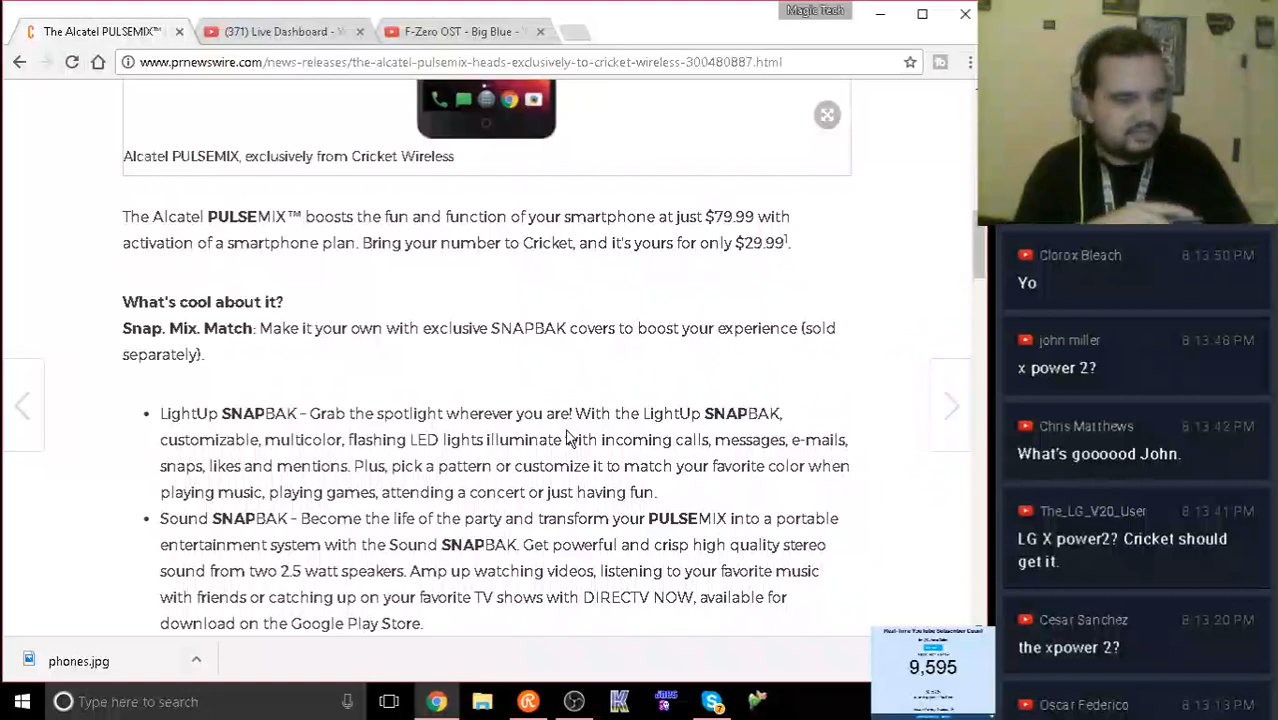 Magic Tech
The Alcatel PULSEMIX™
(371) Live Dashboard - Y
F-Zero OST - Big Blue -
www.prnewswire.com/news-releases/the-alcatel-pulsemix-heads-exclusively-to-cricket-wireless-300480887.html
Alcatel PULSEMIX, exclusively from Cricket Wireless
The Alcatel PULSEMIX™ boosts the fun and function of your smartphone at just $79.99 with
activation of a smartphone plan. Bring your number to Cricket, and it's yours for only $29.99¹.
What's cool about it?
Snap. Mix. Match: Make it your own with exclusive SNAPBAK covers to boost your experience (sold
separately).
• LightUp SNAPBAK – Grab the spotlight wherever you are! With the LightUp SNAPBAK,
customizable, multicolor, flashing LED lights illuminate with incoming calls, messages, e-mails,
snaps, likes and mentions. Plus, pick a pattern or customize it to match your favorite color when
playing music, playing games, attending a concert or just having fun.
• Sound SNAPBAK – Become the life of the party and transform your PULSEMIX into a portable
entertainment system with the Sound SNAPBAK. Get powerful and crisp high quality stereo
sound from two 2.5 watt speakers. Amp up watching videos, listening to your favorite music
with friends or catching up on your favorite TV shows with DIRECTV NOW, available for
download on the Google Play Store.
Clorox Bleach 8:13:50 PM
Yo
john miller 8:13:46 PM
x power 2?
Chris Matthews 8:13:42 PM
What's goooood John.
The_LG_V20_User 8:13:41 PM
LG X power2? Cricket should
get it.
Cesar Sanchez 8:13:20 PM
the xpower 2?
Oscar Federico 8:13:13 PM
Real-Time YouTube Subscriber Count
9,595
phones.jpg
Type here to search